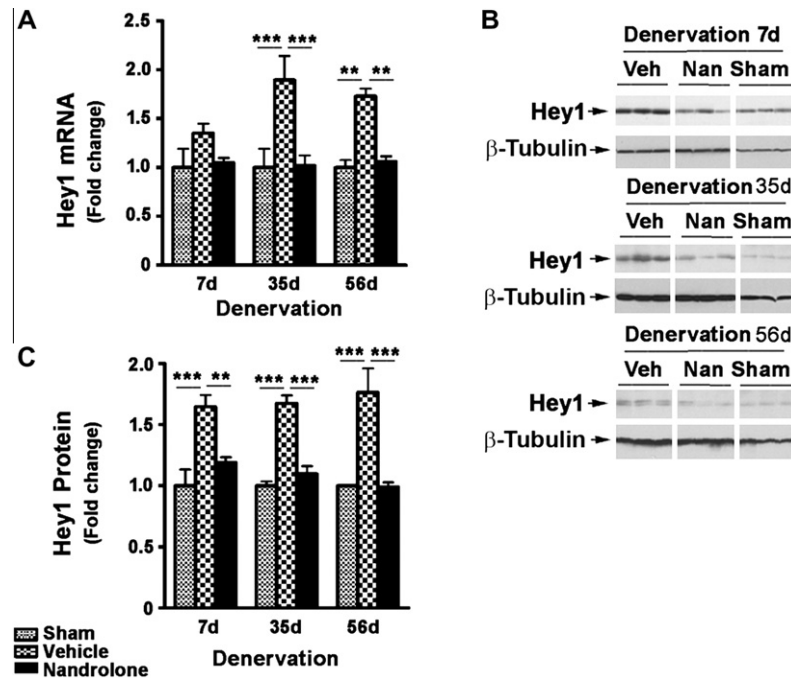 A
Hey1 mRNA
(Fold change)
2.5
2.0
1.5
1.0
0.5
0
*** ***
** **
7d 35d 56d
Denervation
B
Denervation 7d
Veh Nan Sham
Hey1
β-Tubulin
Denervation 35d
Veh Nan Sham
Hey1
β-Tubulin
Denervation 56d
Veh Nan Sham
Hey1
β-Tubulin
C
Hey1 Protein
(Fold change)
2.0
1.5
1.0
0.5
0
*** **
*** ***
*** ***
7d 35d 56d
Denervation
Sham
Vehicle
Nandrolone